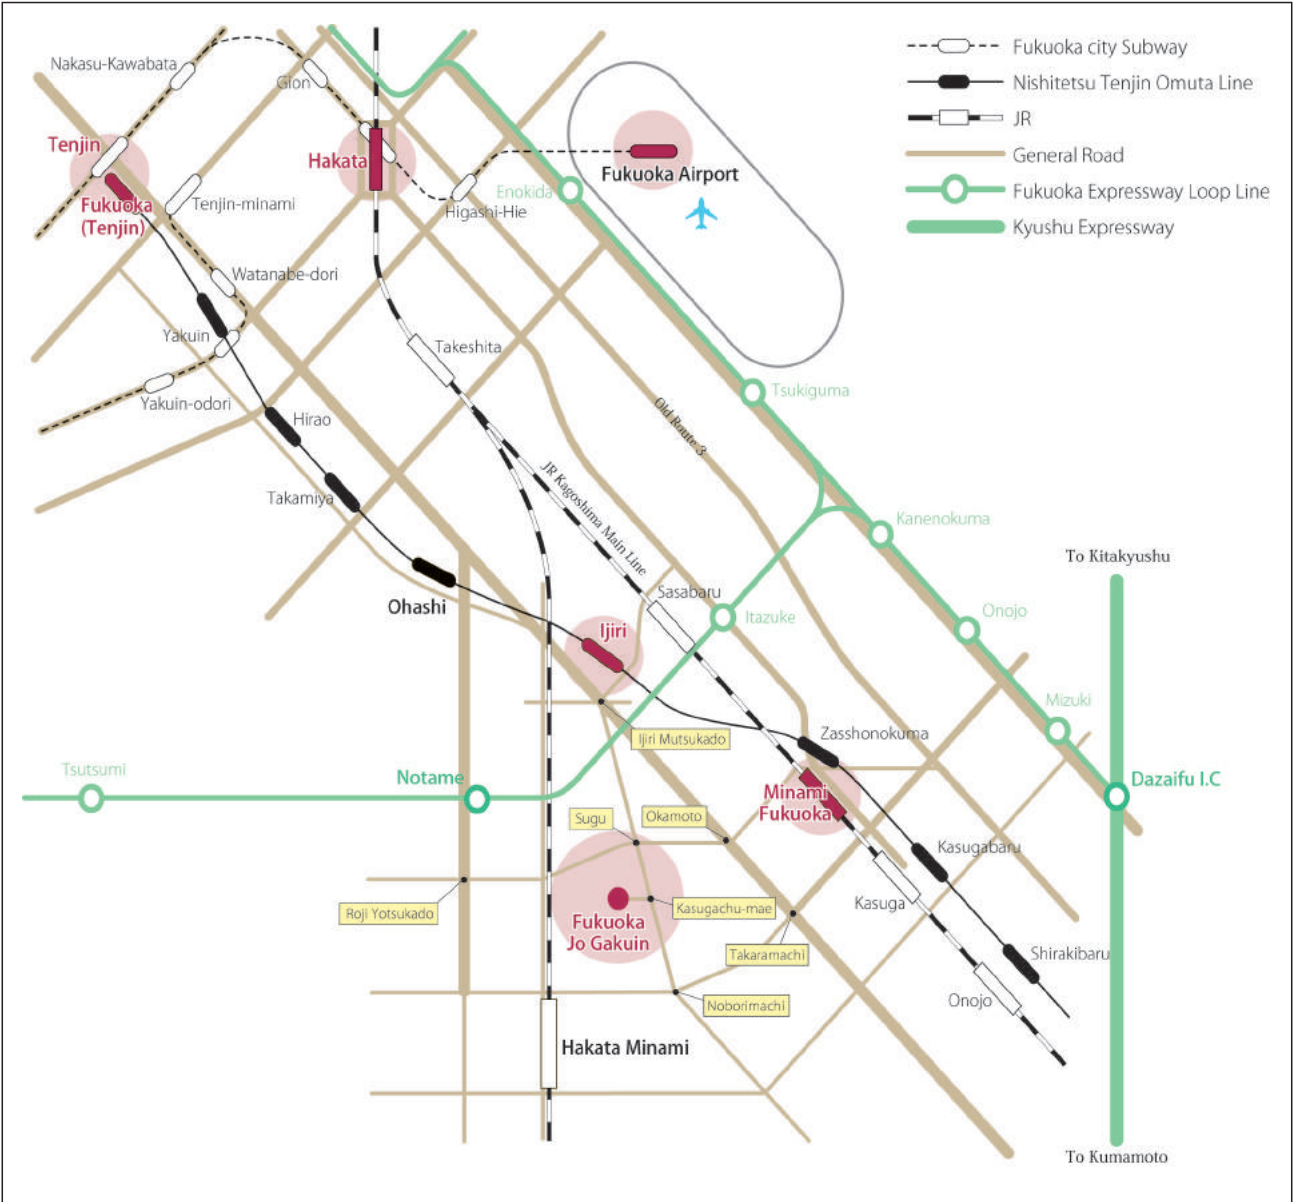 Fukuoka city Subway
Nishitetsu Tenjin Omuta Line
JR
General Road
Fukuoka Expressway Loop Line
Kyushu Expressway
Nakasu-Kawabata
Gion
Tenjin
Hakata
Fukuoka Airport
Enokida
Fukuoka
(Tenjin)
Tenjin-minami
Higashi-Hie
Watanabe-dori
Yakuin
Takeshita
Yakuin-odori
Tsukiguma
Hirao
Old Route 3
Takamiya
JR Kagoshima Main Line
Kanenokuma
To Kitakyushu
Ohashi
Sasabaru
Itazuke
Onojo
Ijiri
Mizuki
Ijiri Mutsukado
Zasshonokuma
Tsutsumi
Notame
Minami
Fukuoka
Dazaifu I.C
Sugu
Okamoto
Kasugabaru
Roji Yotsukado
Kasugachu-mae
Kasuga
Fukuoka
Jo Gakuin
Takaramachi
Shirakibaru
Noborimachi
Onojo
Hakata Minami
To Kumamoto